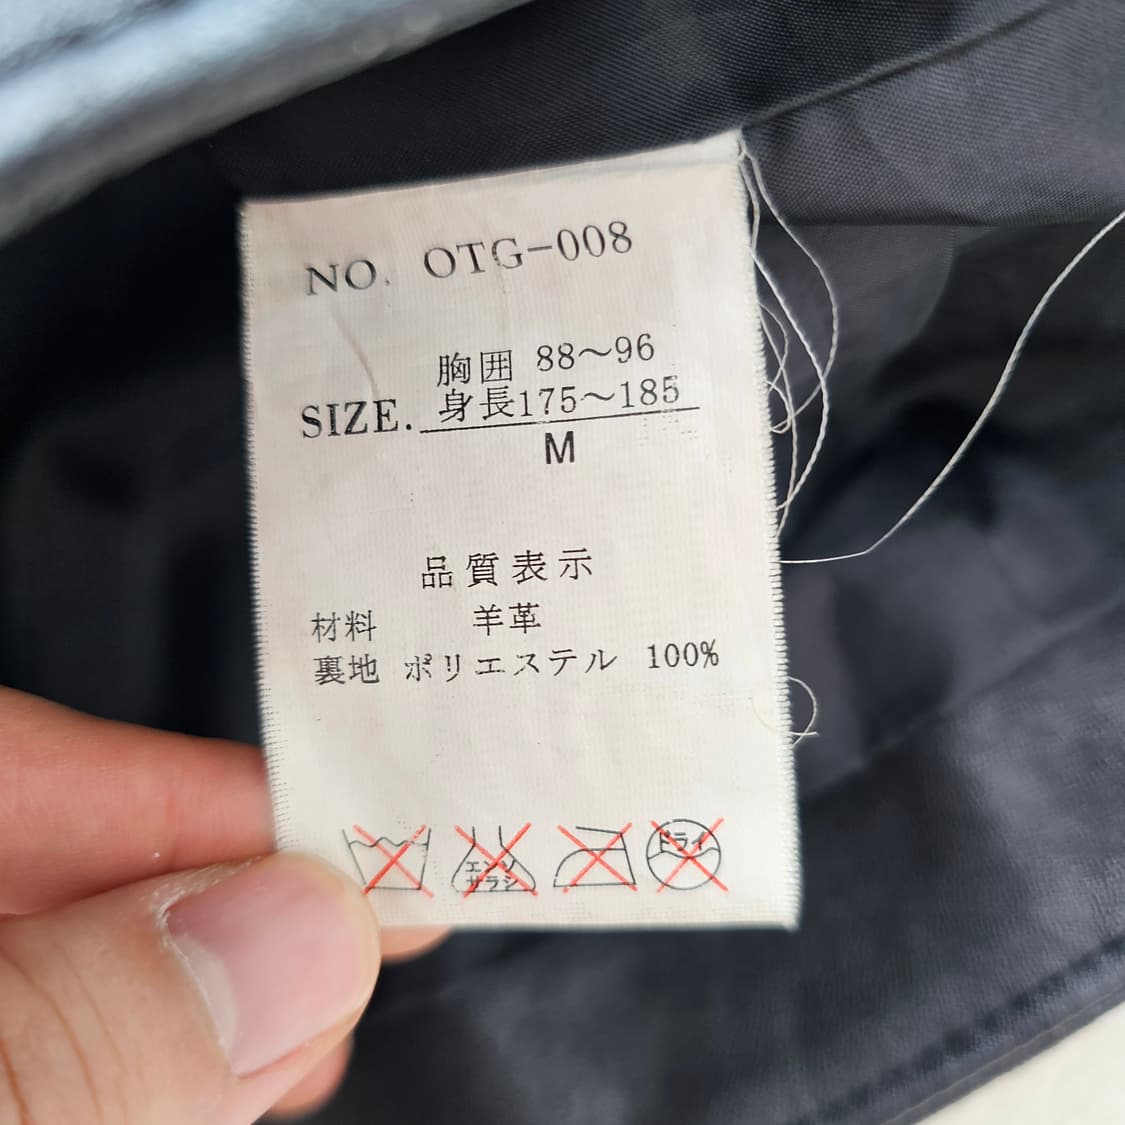 NO. OTG-008
胸囲 88～96
SIZE. 身長175～185
M
品質表示
材料 羊革
裏地 ポリエステル 100%
エンソ サラシ
ドライ